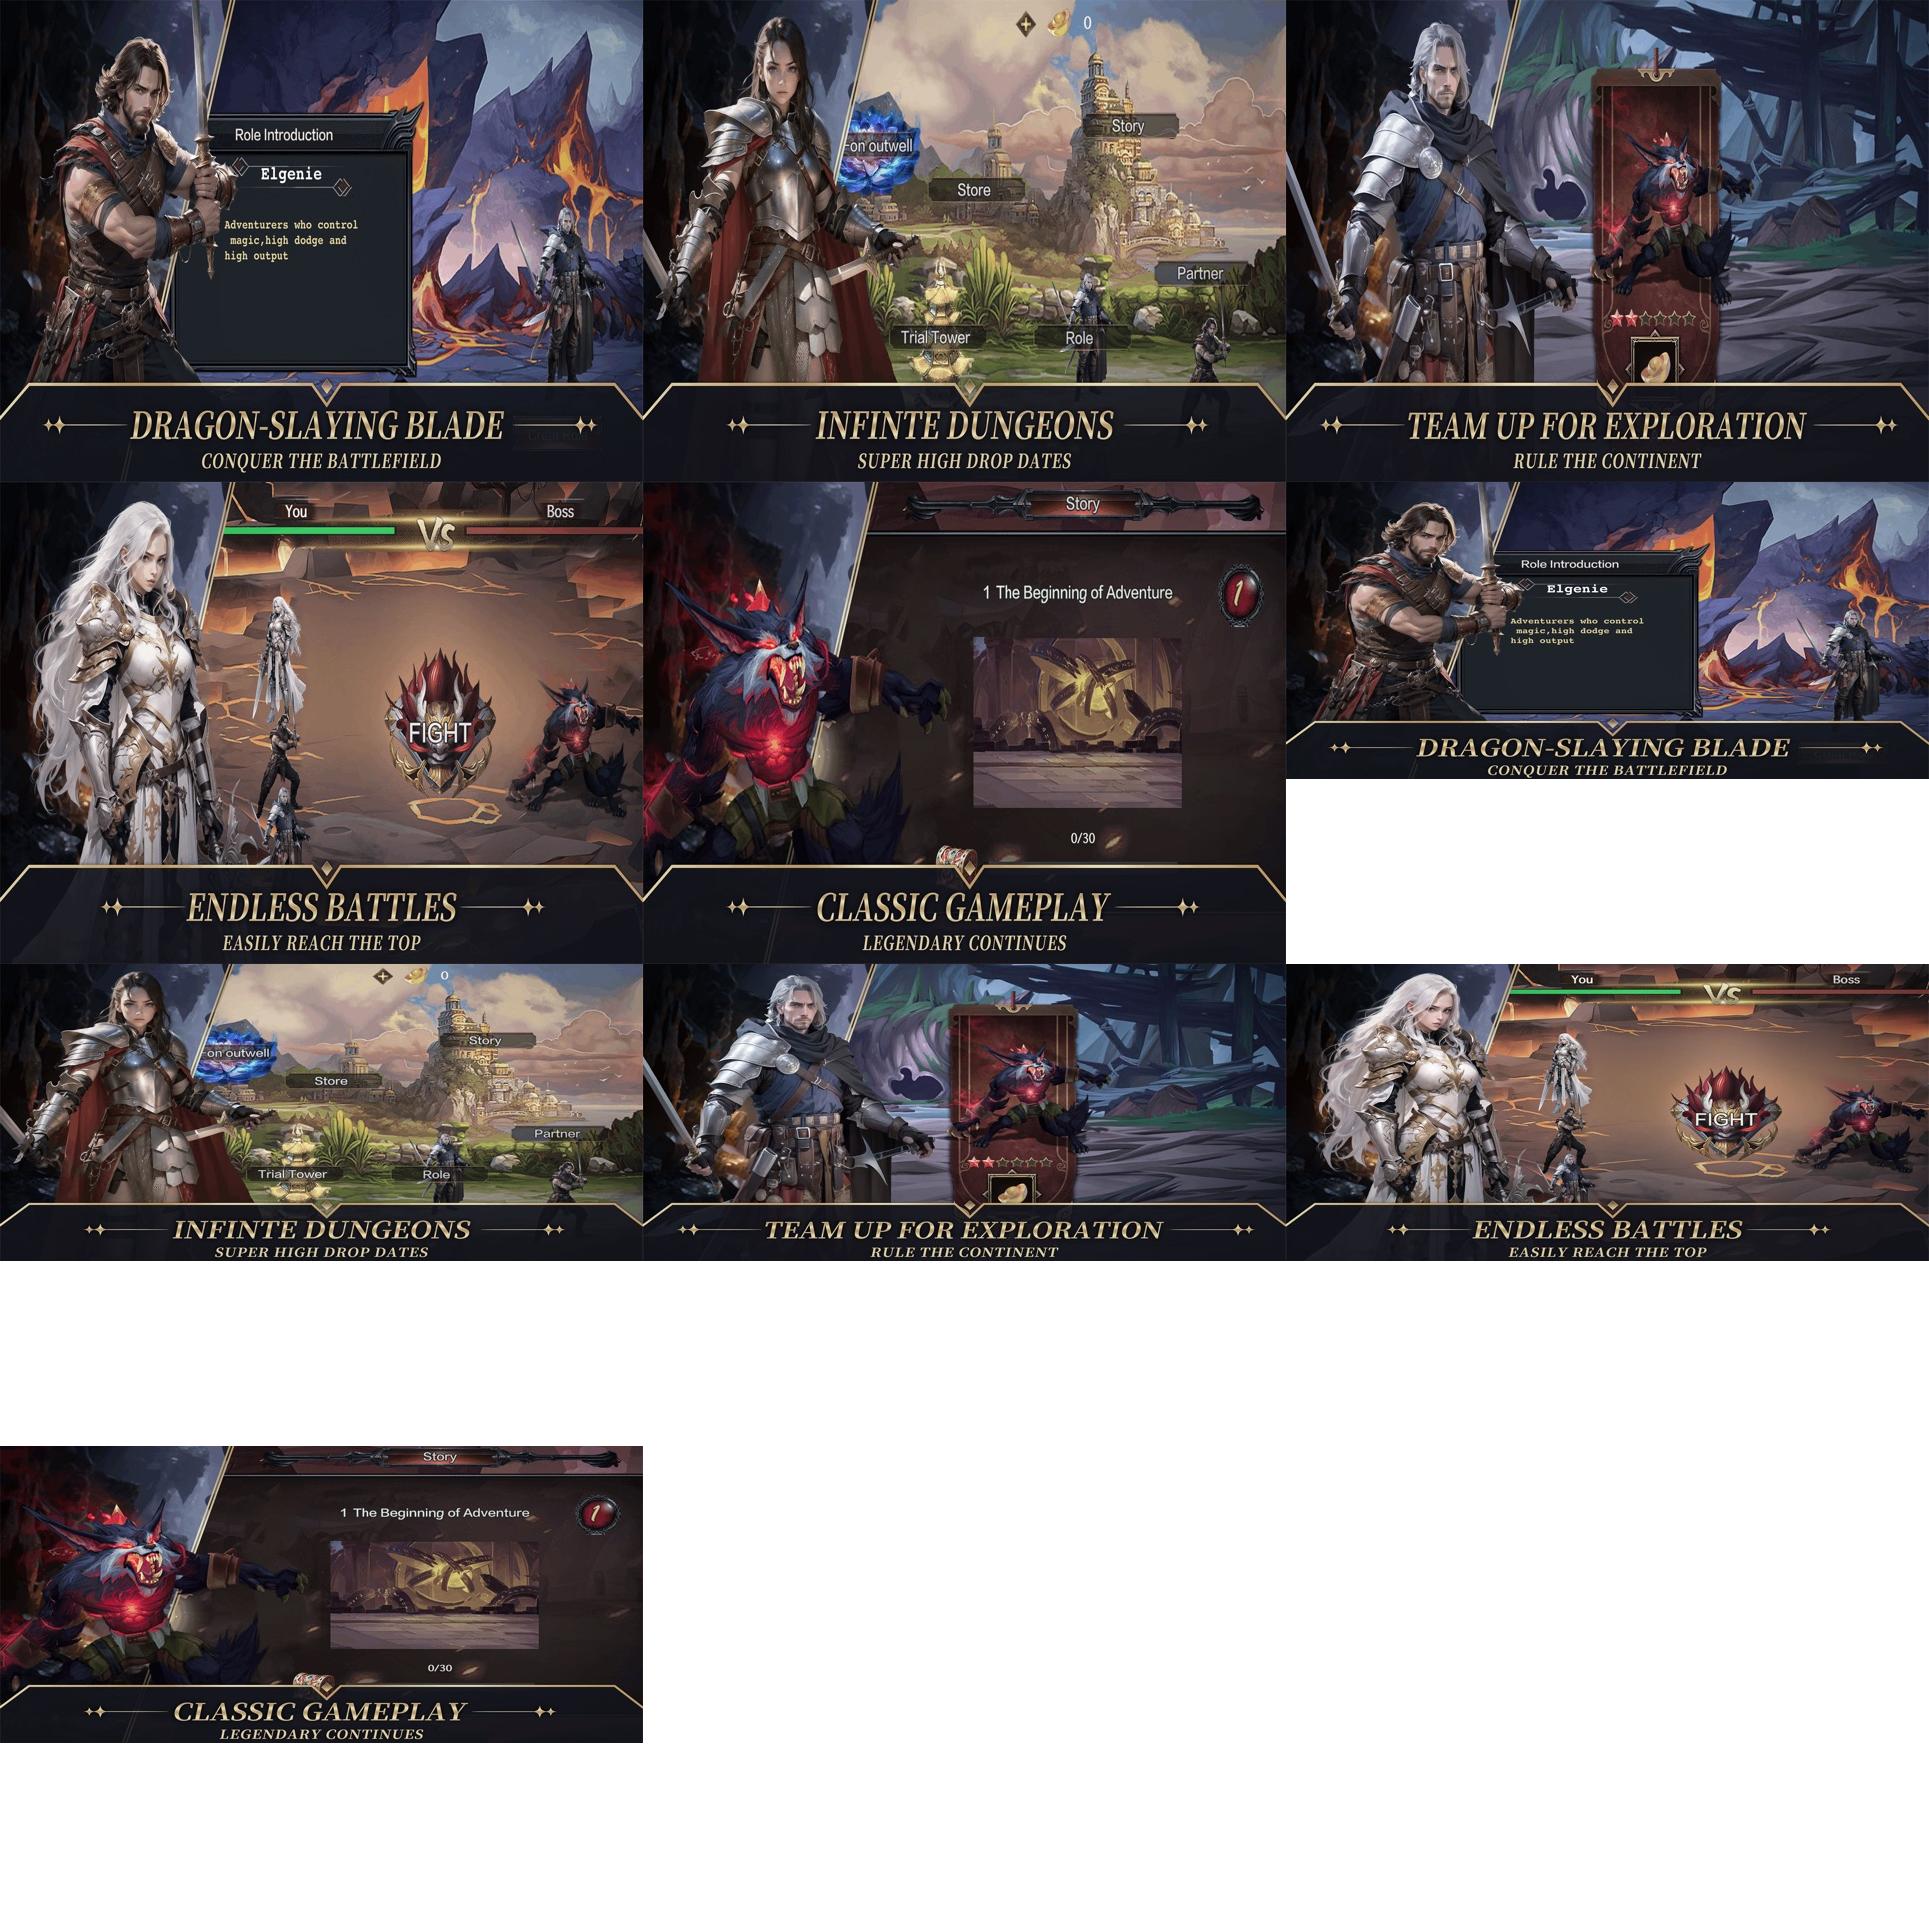 Role Introduction
Elgenie
Adventurers who control
magic,high dodge and
high output
DRAGON-SLAYING BLADE
CONQUER THE BATTLEFIELD
0
Story
on outwell
Store
Partner
Trial Tower
Role
INFINTE DUNGEONS
SUPER HIGH DROP DATES
TEAM UP FOR EXPLORATION
RULE THE CONTINENT
You
VS
Boss
FIGHT
ENDLESS BATTLES
EASILY REACH THE TOP
Story
1 The Beginning of Adventure
1
0/30
CLASSIC GAMEPLAY
LEGENDARY CONTINUES
Role Introduction
Elgenie
Adventurers who control
magic,high dodge and
high output
DRAGON-SLAYING BLADE
CONQUER THE BATTLEFIELD
0
Story
on outwell
Store
Partner
Trial Tower
Role
INFINTE DUNGEONS
SUPER HIGH DROP DATES
TEAM UP FOR EXPLORATION
RULE THE CONTINENT
You
VS
Boss
FIGHT
ENDLESS BATTLES
EASILY REACH THE TOP
Story
1 The Beginning of Adventure
1
0/30
CLASSIC GAMEPLAY
LEGENDARY CONTINUES